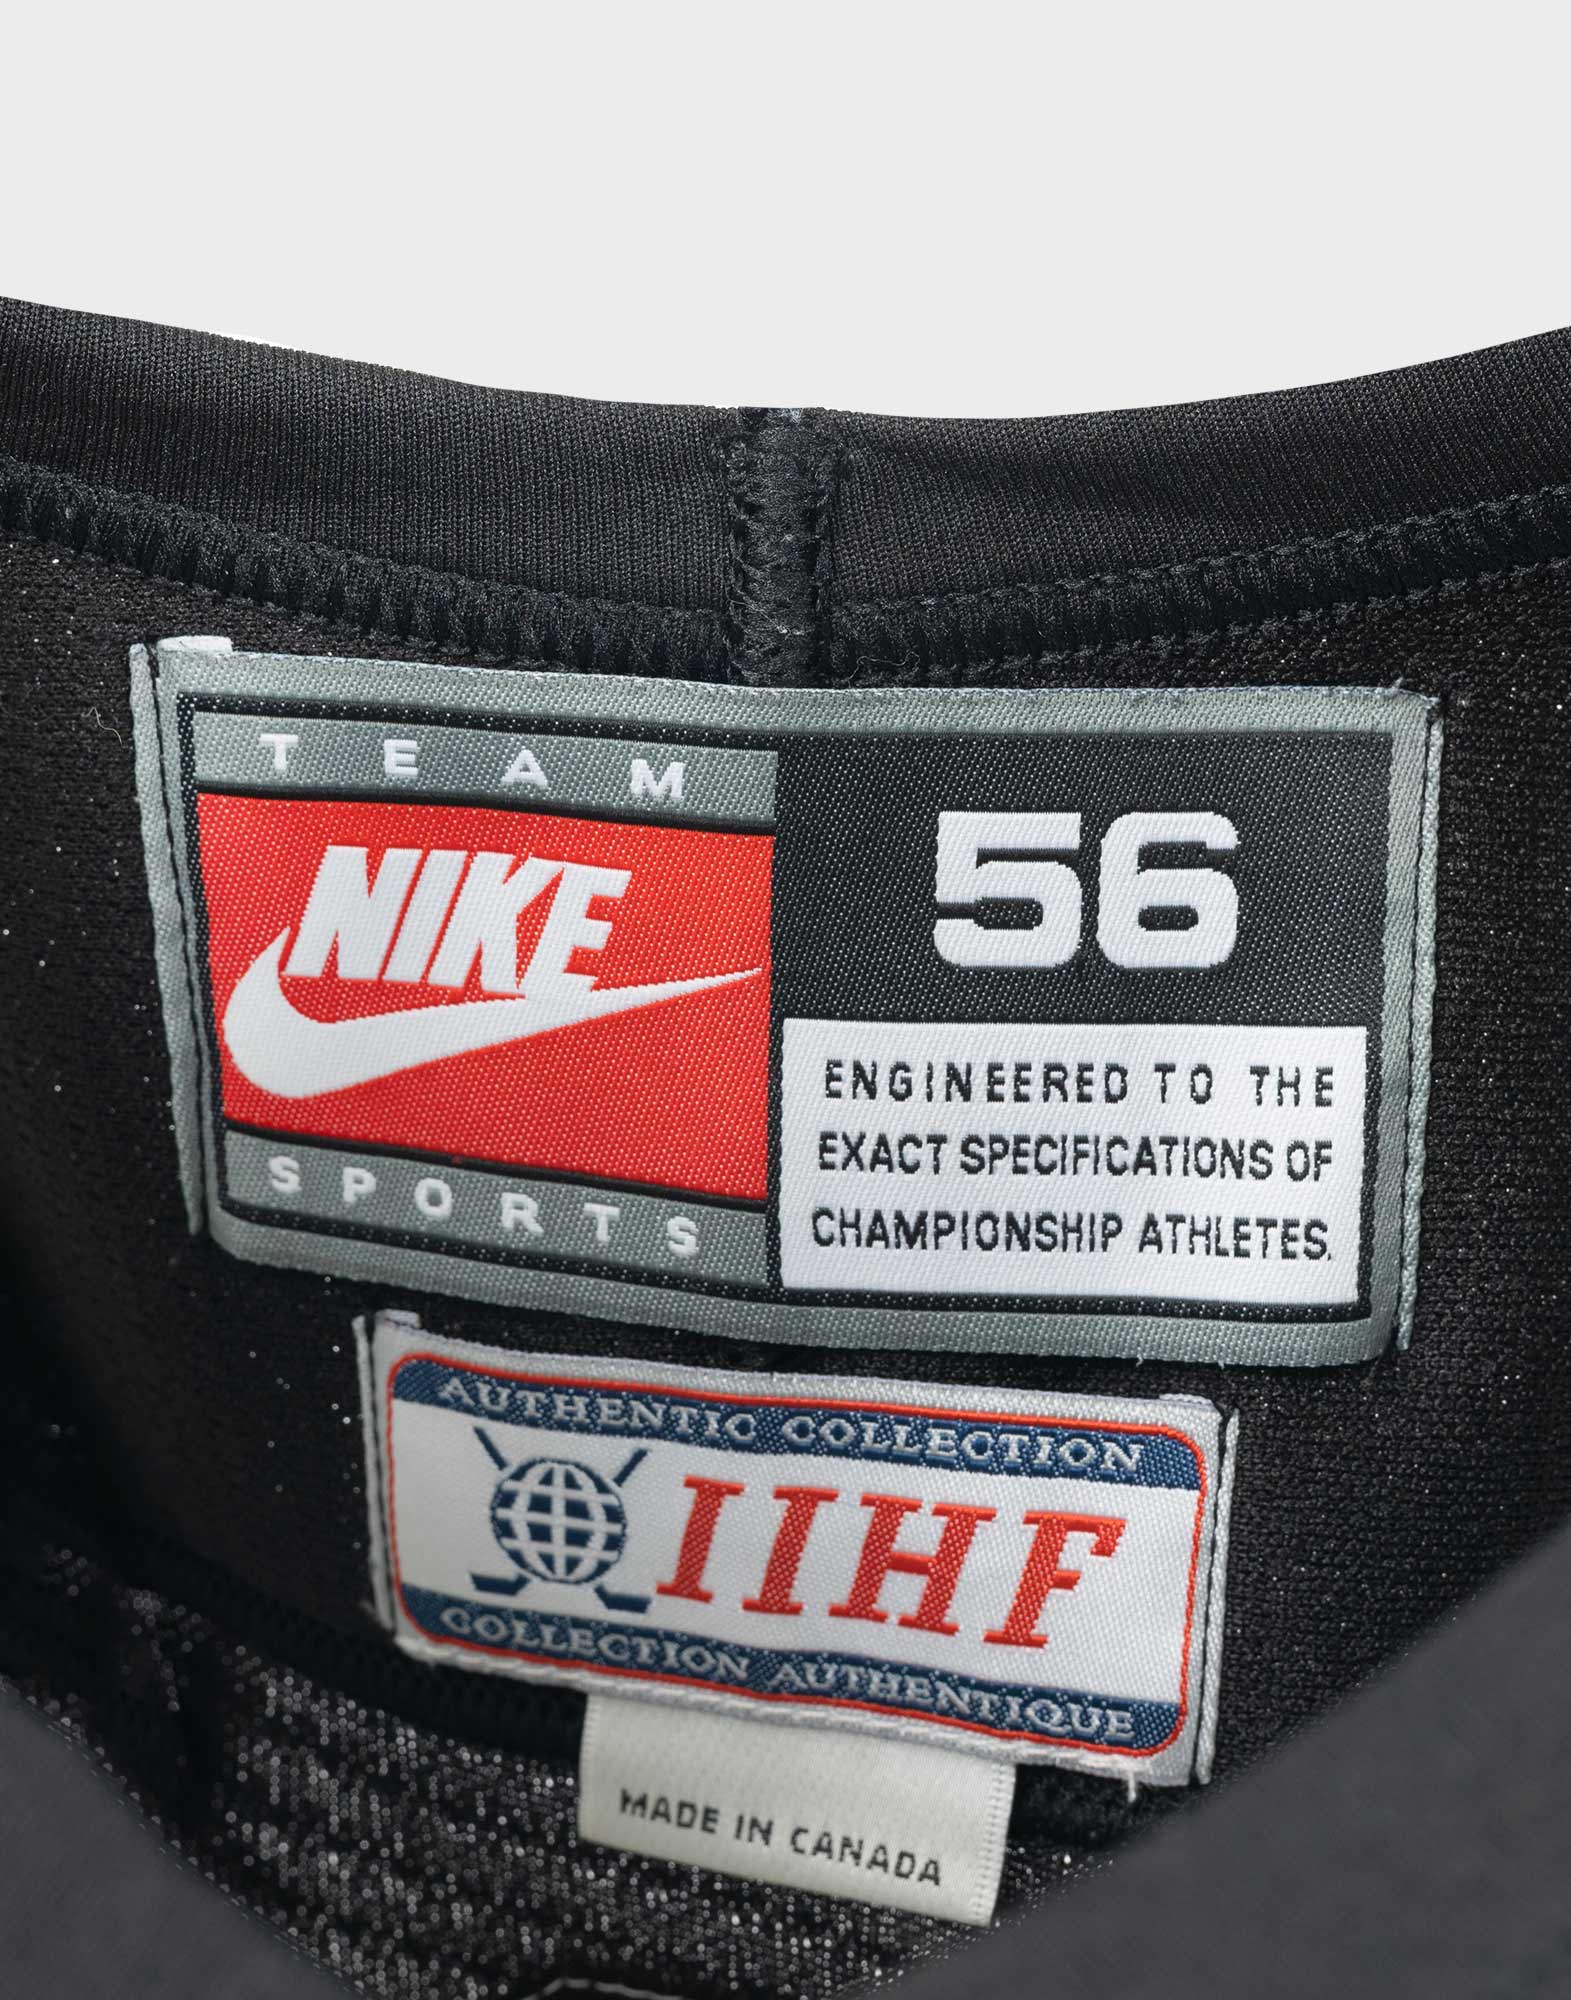 TEAM
NIKE
SPORTS
56
ENGINEERED TO THE
EXACT SPECIFICATIONS OF
CHAMPIONSHIP ATHLETES.
AUTHENTIC COLLECTION
IIHF
COLLECTION AUTHENTIQUE
MADE IN CANADA